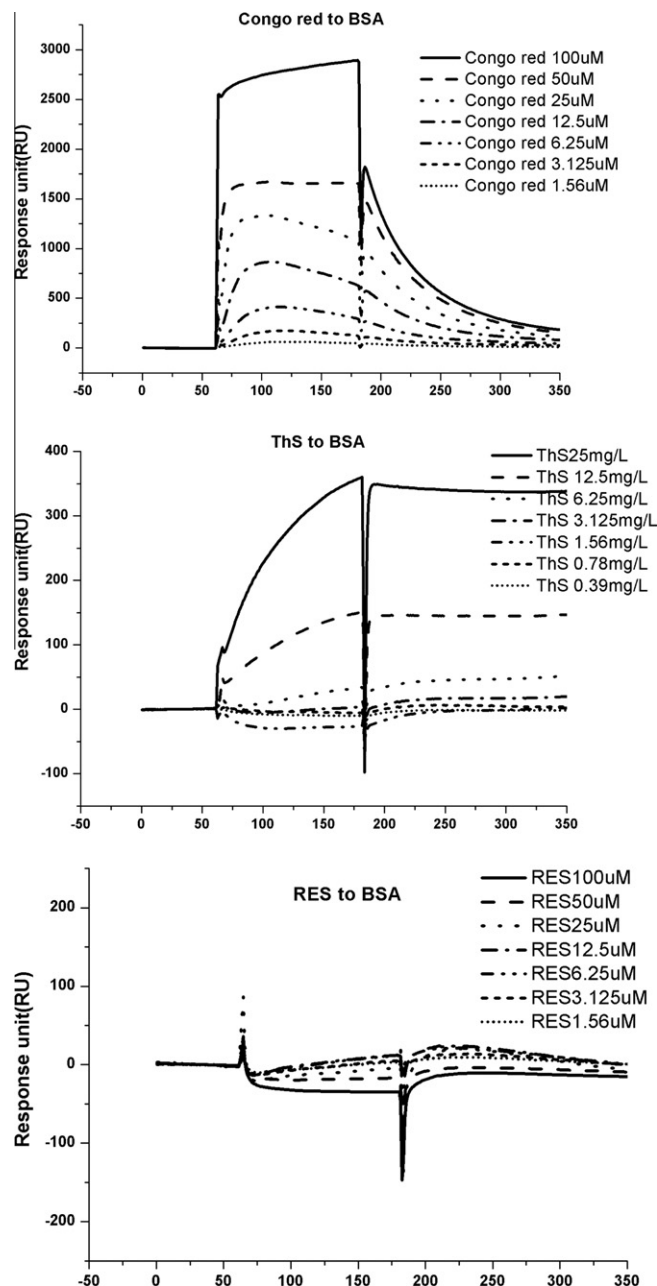 Congo red to BSA
Response unit(RU)
3000
2500
2000
1500
1000
500
0
Congo red 100uM
Congo red 50uM
Congo red 25uM
Congo red 12.5uM
Congo red 6.25uM
Congo red 3.125uM
Congo red 1.56uM
-50 0 50 100 150 200 250 300 350
ThS to BSA
Response unit(RU)
400
300
200
100
0
-100
ThS25mg/L
ThS 12.5mg/L
ThS 6.25mg/L
ThS 3.125mg/L
ThS 1.56mg/L
ThS 0.78mg/L
ThS 0.39mg/L
-50 0 50 100 150 200 250 300 350
RES to BSA
Response unit(RU)
200
100
0
-100
-200
RES100uM
RES50uM
RES25uM
RES12.5uM
RES6.25uM
RES3.125uM
RES1.56uM
-50 0 50 100 150 200 250 300 350